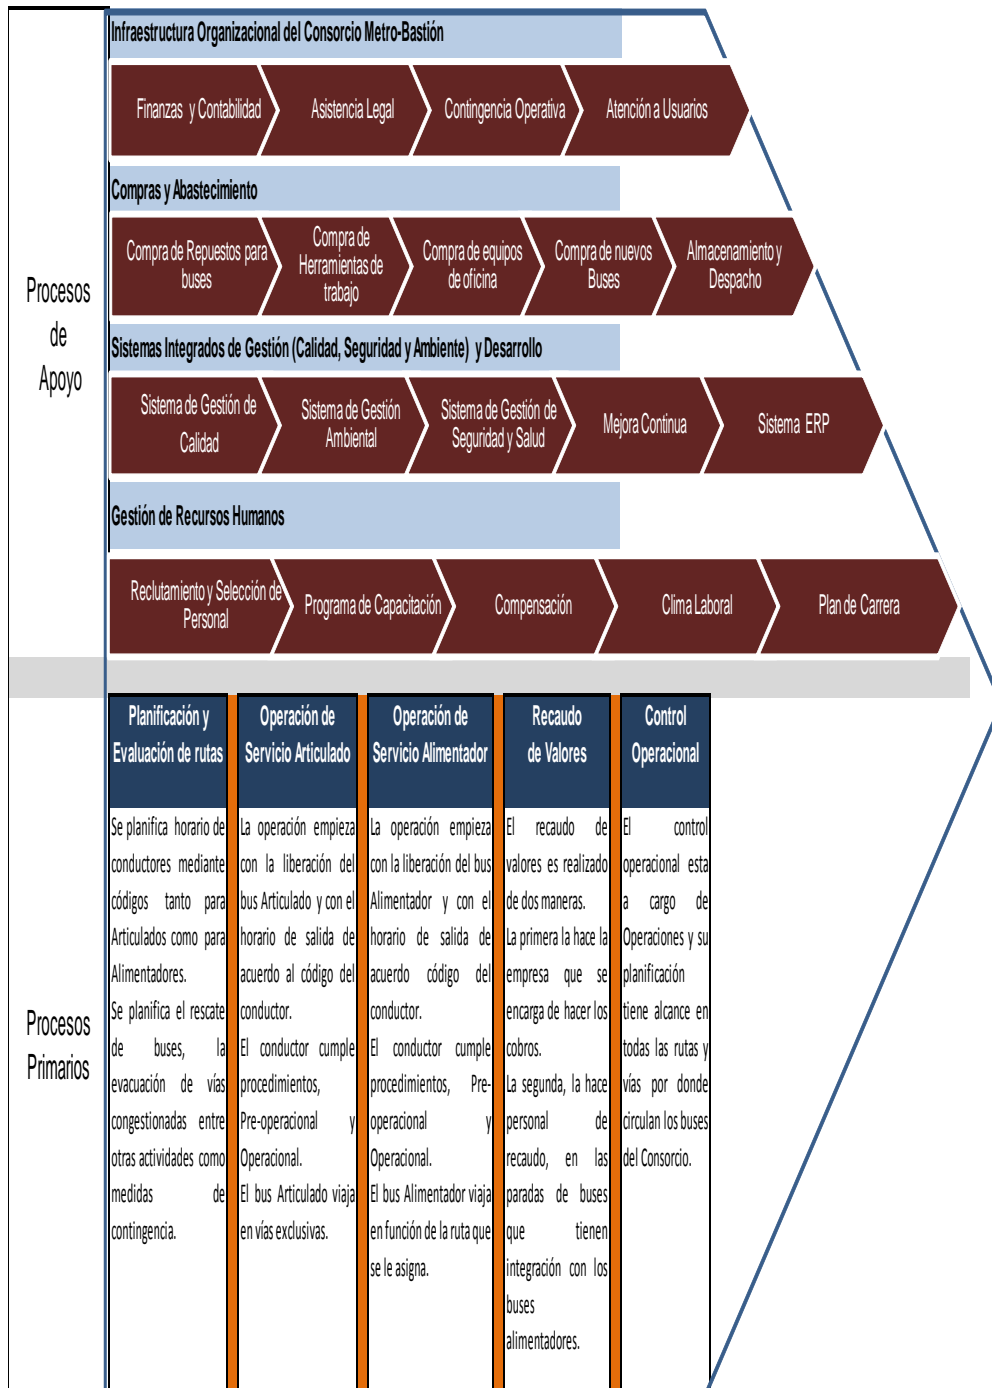 Procesos
de
Apoyo
Infraestructura Organizacional del Consorcio Metro-Bastión
Finanzas y Contabilidad
Asistencia Legal
Contingencia Operativa
Atención a Usuarios
Compras y Abastecimiento
Compra de Repuestos para
buses
Compra de
Herramientas de
trabajo
Compra de equipos
de oficina
Compra de nuevos
Buses
Almacenamiento y
Despacho
Sistemas Integrados de Gestión (Calidad, Seguridad y Ambiente) y Desarrollo
Sistema de Gestión de
Calidad
Sistema de Gestión
Ambiental
Sistema de Gestión de
Seguridad y Salud
Mejora Continua
Sistema ERP
Gestión de Recursos Humanos
Reclutamiento y Selección de
Personal
Programa de Capacitación
Compensación
Clima Laboral
Plan de Carrera
Procesos
Primarios
Planificación y
Evaluación de rutas
Se planifica horario de
conductores mediante
códigos tanto para
Articulados como para
Alimentadores.
Se planifica el rescate
de buses, la
evacuación de vías
congestionadas entre
otras actividades como
medidas de
contingencia.
Operación de
Servicio Articulado
La operación empieza
con la liberación del
bus Articulado y con el
horario de salida de
acuerdo al código del
conductor.
El conductor cumple
procedimientos,
Pre-operacional y
Operacional.
El bus Articulado viaja
en vías exclusivas.
Operación de
Servicio Alimentador
La operación empieza
con la liberación del bus
Alimentador y con el
horario de salida de
acuerdo código del
conductor.
El conductor cumple
procedimientos, Pre-
operacional y
Operacional.
El bus Alimentador viaja
en función de la ruta que
se le asigna.
Recaudo
de Valores
El recaudo de
valores es realizado
de dos maneras.
La primera la hace la
empresa que se
encarga de hacer los
cobros.
La segunda, la hace
personal de
recaudo, en las
paradas de buses
que tienen
integración con los
buses
alimentadores.
Control
Operacional
El control
operacional esta
a cargo de
Operaciones y su
planificación
tiene alcance en
todas las rutas y
vías por donde
circulan los buses
del Consorcio.